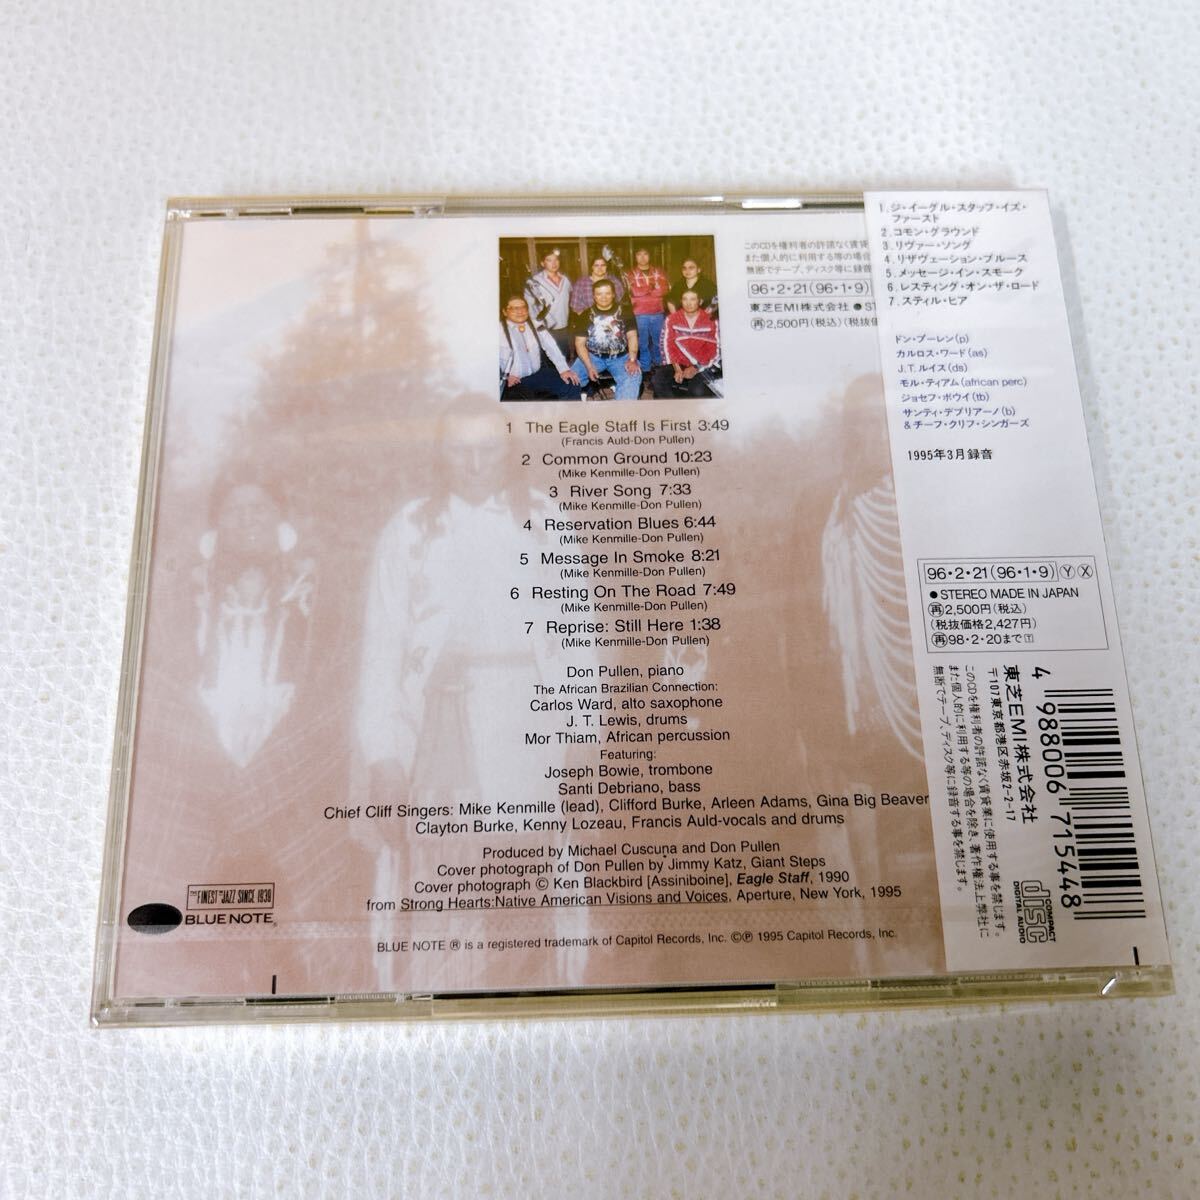 1 The Eagle Staff Is First 3:49
(Francis Auld-Don Pullen)
2 Common Ground 10:23
(Mike Kenmille-Don Pullen)
3 River Song 7:33
(Mike Kenmille-Don Pullen)
4 Reservation Blues 6:44
(Mike Kenmille-Don Pullen)
5 Message In Smoke 8:21
(Mike Kenmille-Don Pullen)
6 Resting On The Road 7:49
(Mike Kenmille-Don Pullen)
7 Reprise: Still Here 1:38
(Mike Kenmille-Don Pullen)
Don Pullen, piano
The African Brazilian Connection:
Carlos Ward, alto saxophone
J. T. Lewis, drums
Mor Thiam, African percussion
Featuring:
Joseph Bowie, trombone
Santi Debriano, bass
Chief Cliff Singers: Mike Kenmille (lead), Clifford Burke, Arleen Adams, Gina Big Beaver
Clayton Burke, Kenny Lozeau, Francis Auld-vocals and drums
Produced by Michael Cuscuna and Don Pullen
Cover photograph of Don Pullen by Jimmy Katz, Giant Steps
Cover photograph © Ken Blackbird [Assiniboine], Eagle Staff, 1990
from Strong Hearts:Native American Visions and Voices, Aperture, New York, 1995
THE FINEST IN JAZZ SINCE 1939
BLUE NOTE®
BLUE NOTE ® is a registered trademark of Capitol Records, Inc. ©℗ 1995 Capitol Records, Inc.
このCDを権利者の許諾なく賃貸
また個人的に利用する等の場合
無断でテープ、ディスク等に録音
96・2・21(96・1・9)
東芝EMI株式会社 ●ST
再2,500円(税込)(税抜価
1.ジ・イーグル・スタッフ・イズ・
ファースト
2.コモン・グラウンド
3.リヴァー・ソング
4.リザヴェーション・ブルース
5.メッセージ・イン・スモーク
6.レスティング・オン・ザ・ロード
7.スティル・ヒア
ドン・プーレン(p)
カルロス・ワード(as)
J.T.ルイス(ds)
モル・ティアム(african perc)
ジョセフ・ボウイ(tb)
サンティ・デブリアーノ(b)
&チーフ・クリフ・シンガーズ
1995年3月録音
96・2・21(96・1・9)ⓎⓍ
●STEREO MADE IN JAPAN
再2,500円(税込)
(税抜価格2,427円)
再98・2・20まで🅃
4 988006 715448
東芝EMI株式会社
〒107東京都港区赤坂2-2-17
このCDを権利者の許諾なく賃貸業に使用する事を禁じます。
また個人的に利用する等の場合を除き、著作権法上弊社に
無断でテープ、ディスク等に録音する事を禁じます。
COMPACT
disc
DIGITAL AUDIO